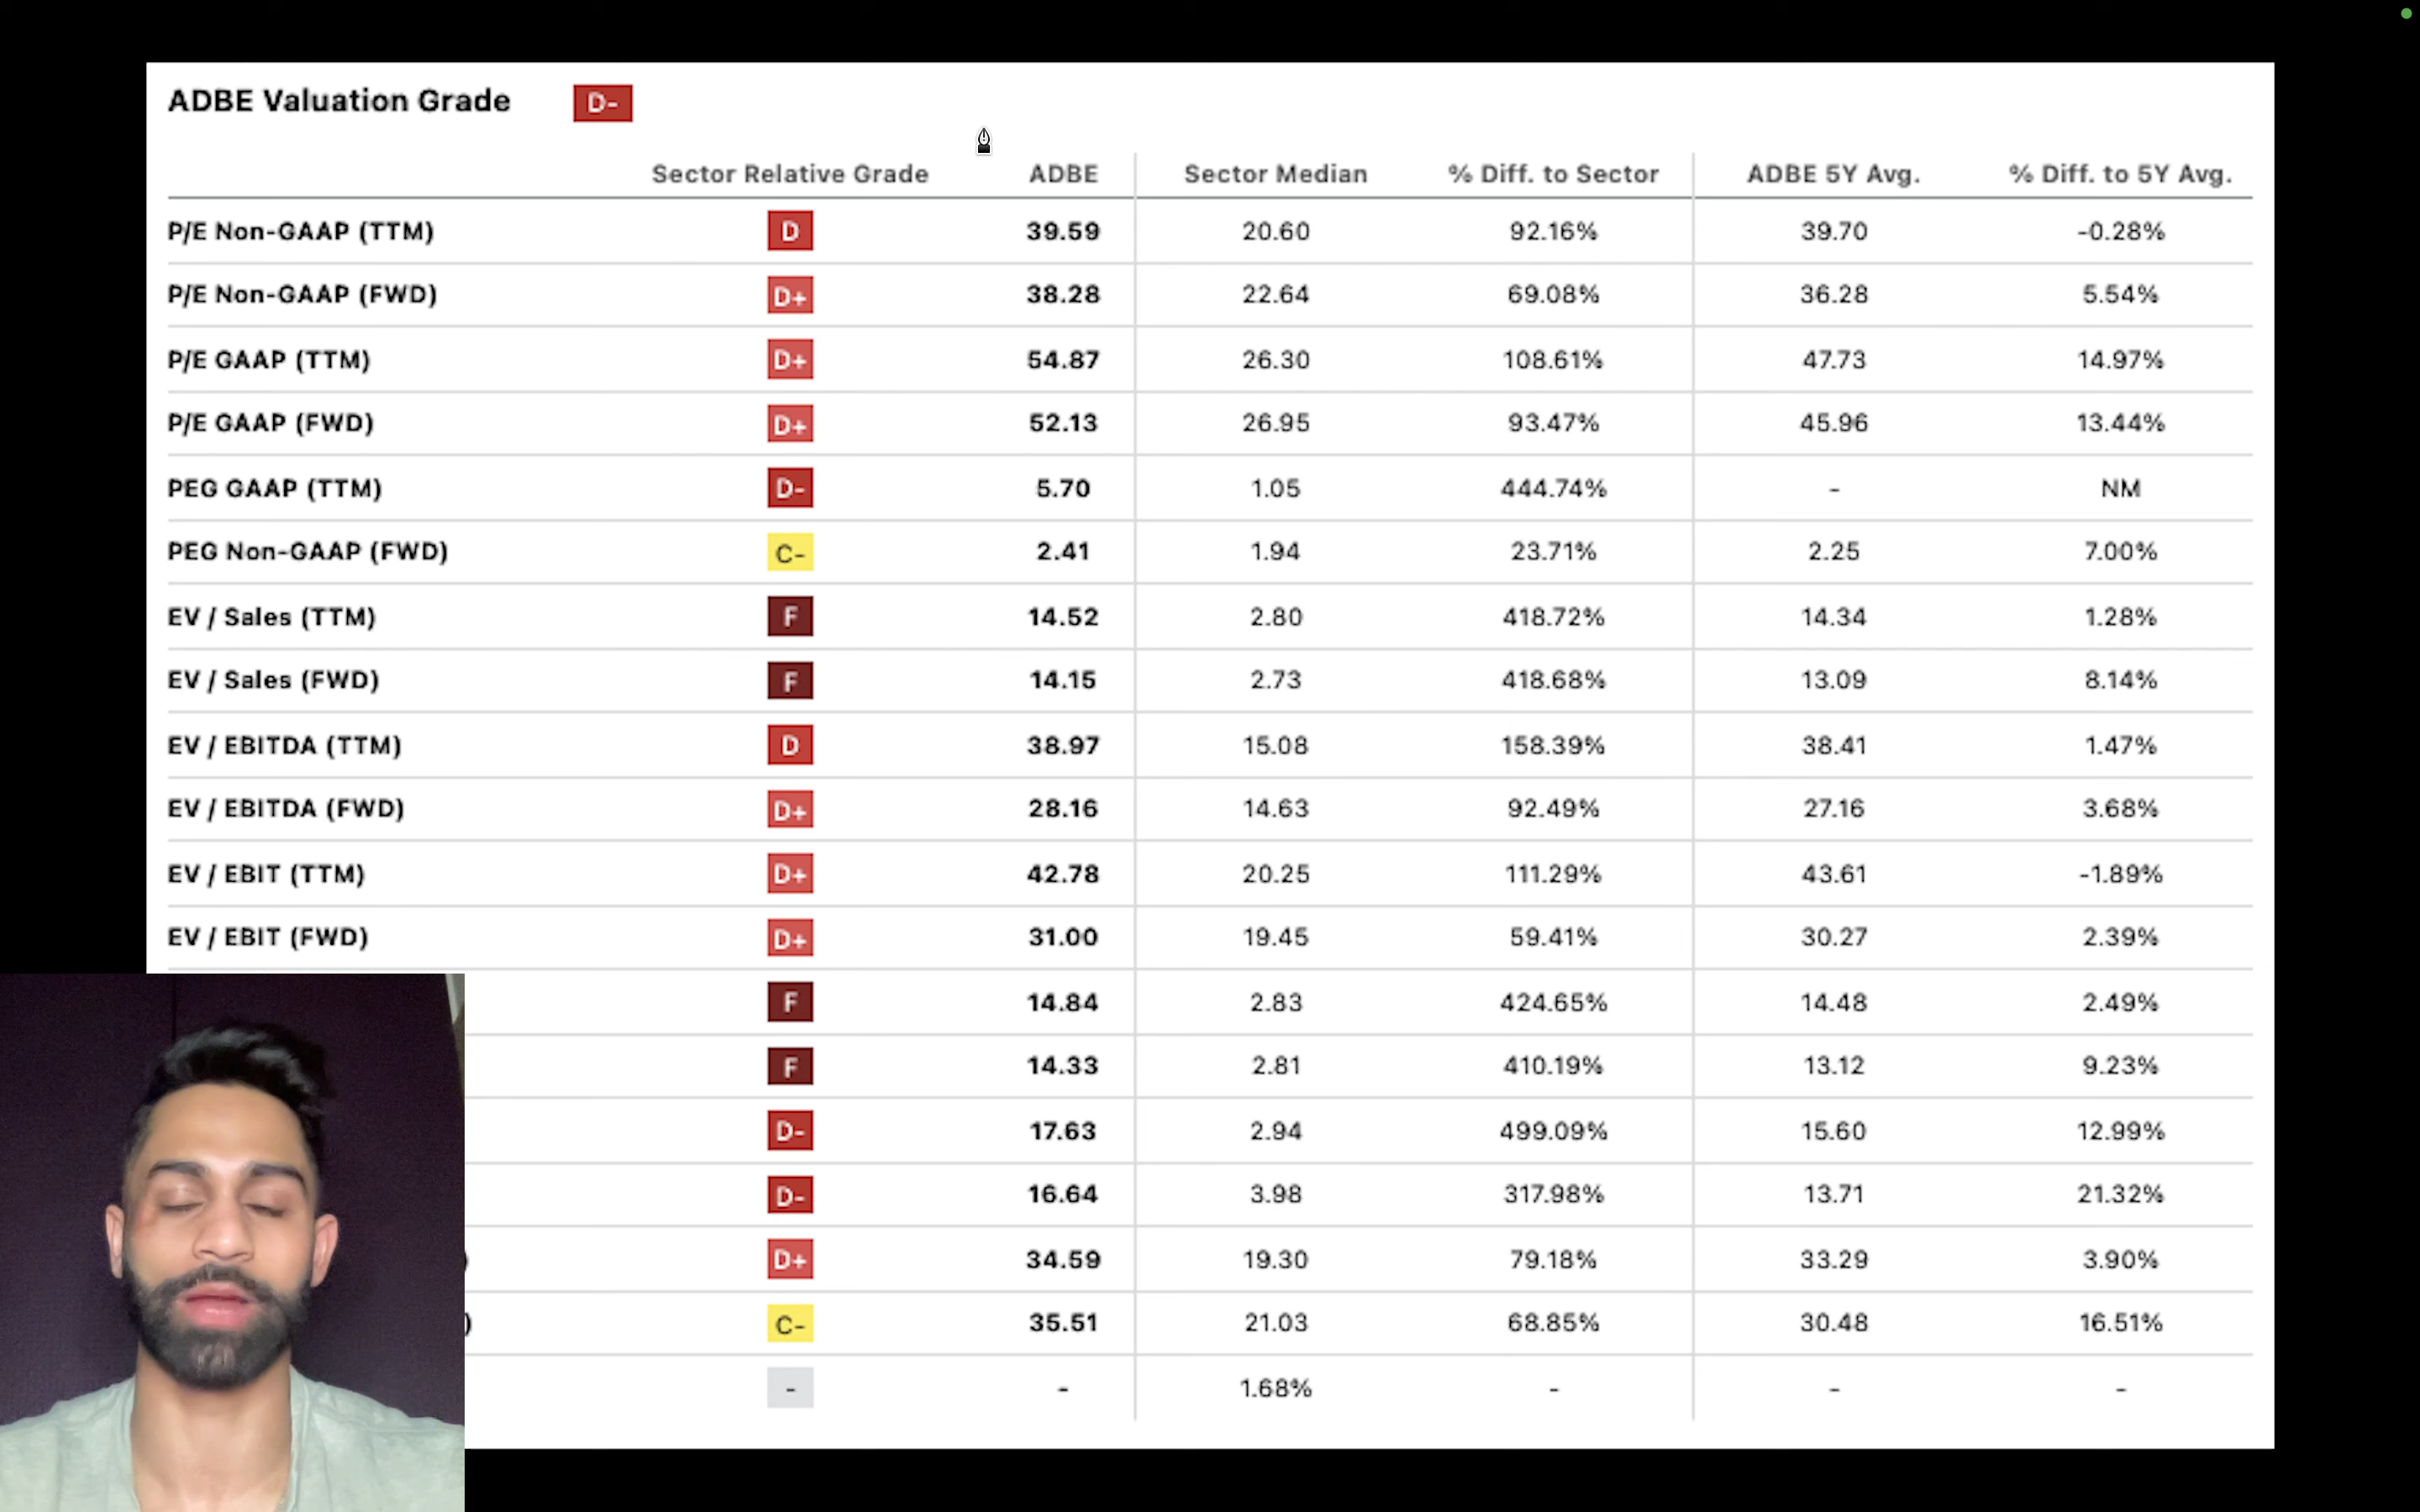 ADBE Valuation Grade D-
Sector Relative Grade ADBE Sector Median % Diff. to Sector ADBE 5Y Avg. % Diff. to 5Y Avg.
P/E Non-GAAP (TTM) D 39.59 20.60 92.16% 39.70 -0.28%
P/E Non-GAAP (FWD) D+ 38.28 22.64 69.08% 36.28 5.54%
P/E GAAP (TTM) D+ 54.87 26.30 108.61% 47.73 14.97%
P/E GAAP (FWD) D+ 52.13 26.95 93.47% 45.96 13.44%
PEG GAAP (TTM) D- 5.70 1.05 444.74% - NM
PEG Non-GAAP (FWD) C- 2.41 1.94 23.71% 2.25 7.00%
EV / Sales (TTM) F 14.52 2.80 418.72% 14.34 1.28%
EV / Sales (FWD) F 14.15 2.73 418.68% 13.09 8.14%
EV / EBITDA (TTM) D 38.97 15.08 158.39% 38.41 1.47%
EV / EBITDA (FWD) D+ 28.16 14.63 92.49% 27.16 3.68%
EV / EBIT (TTM) D+ 42.78 20.25 111.29% 43.61 -1.89%
EV / EBIT (FWD) D+ 31.00 19.45 59.41% 30.27 2.39%
F 14.84 2.83 424.65% 14.48 2.49%
F 14.33 2.81 410.19% 13.12 9.23%
D- 17.63 2.94 499.09% 15.60 12.99%
D- 16.64 3.98 317.98% 13.71 21.32%
) D+ 34.59 19.30 79.18% 33.29 3.90%
) C- 35.51 21.03 68.85% 30.48 16.51%
- - 1.68% - - -